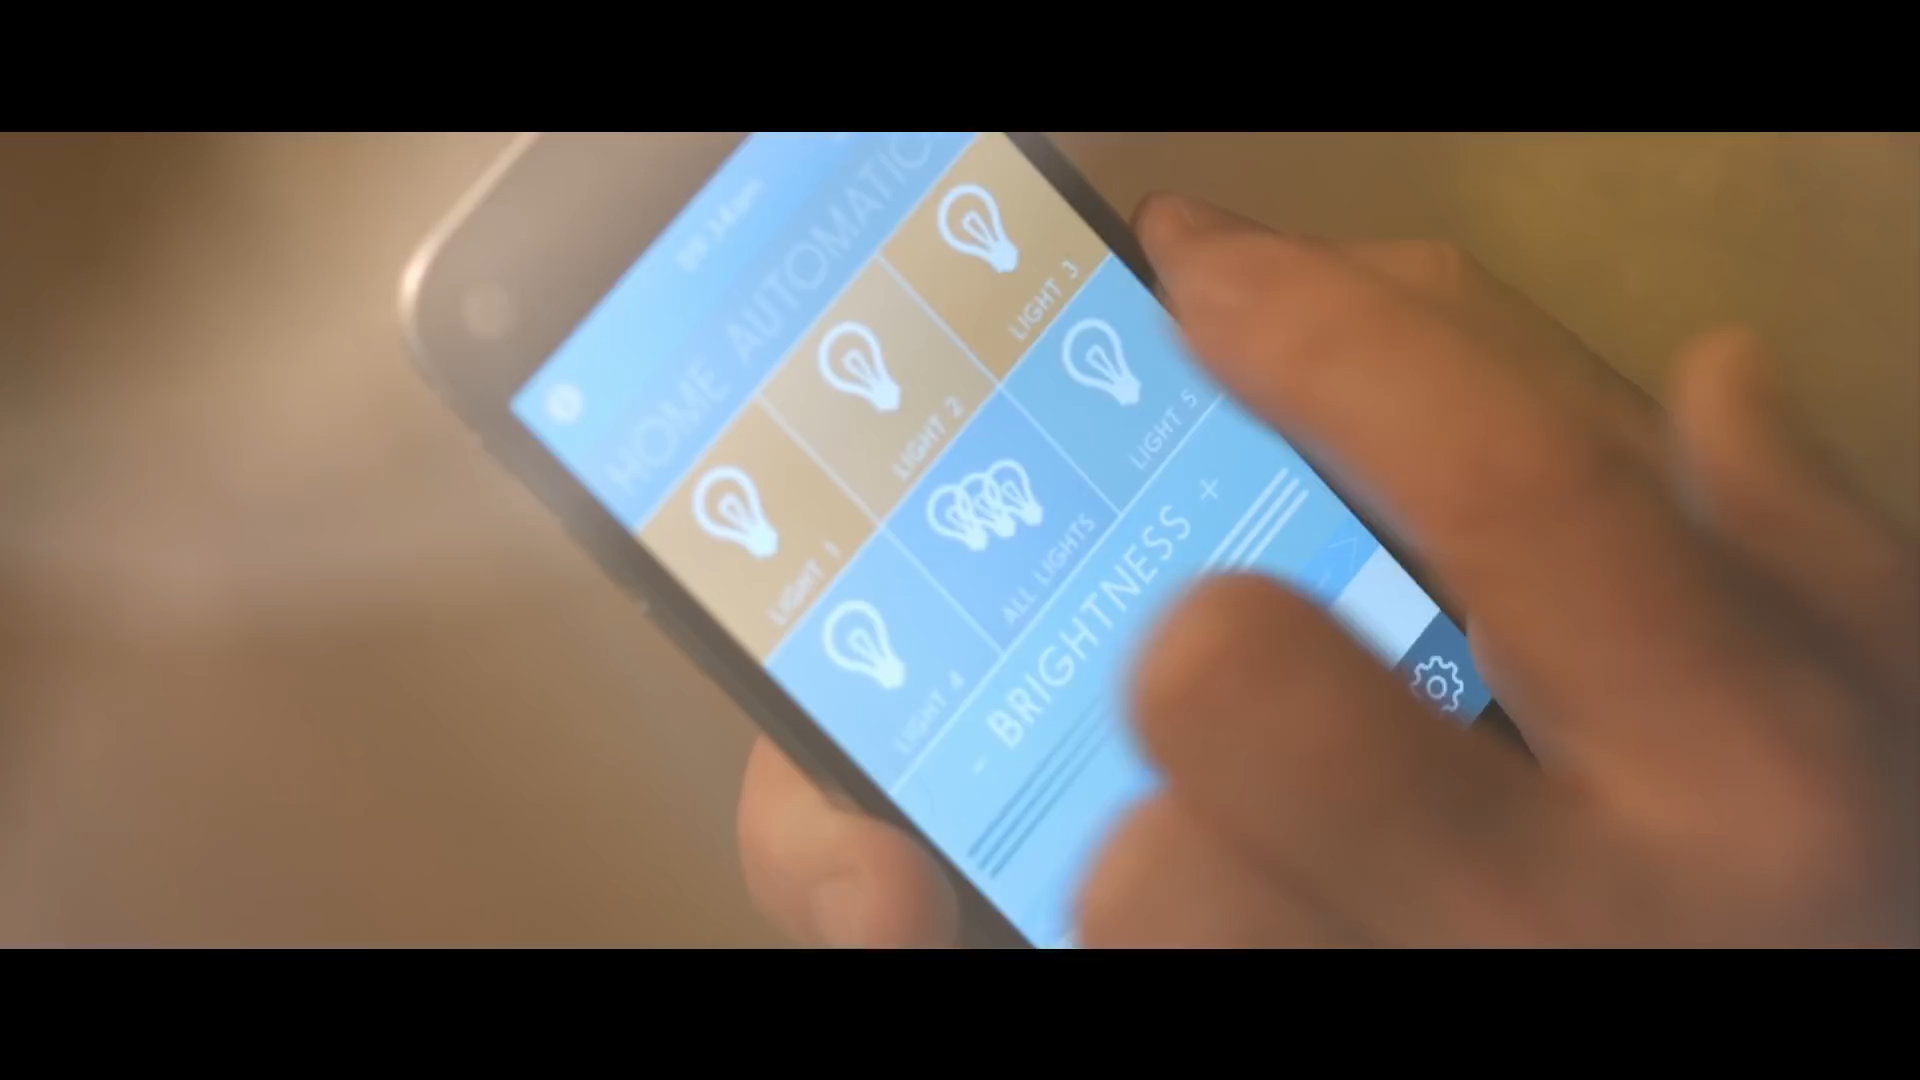 HOME AUTOMATIO
LIGHT 1
LIGHT 2
LIGHT 3
LIGHT 4
ALL LIGHTS
LIGHT 5
- BRIGHTNESS +